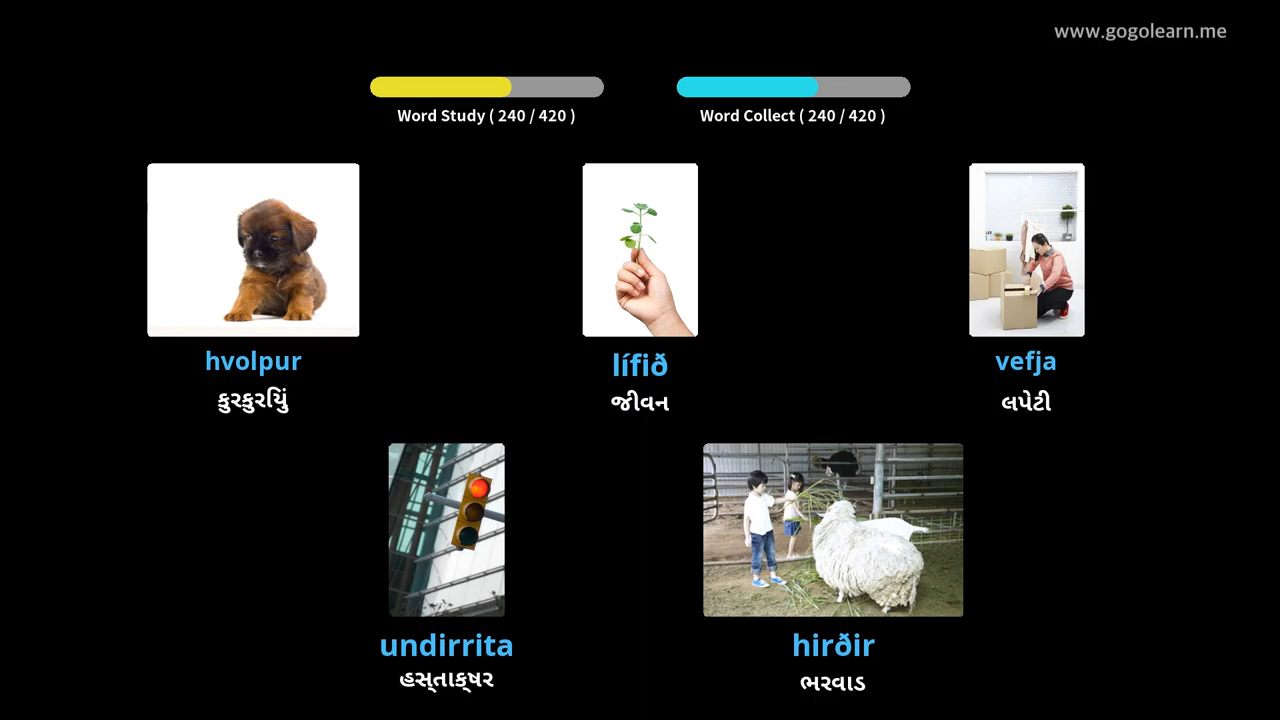 www.gogolearn.me
Word Study ( 240 / 420 )
Word Collect ( 240 / 420 )
hvolpur
કુરકુરિયું
lífið
જીવન
vefja
લપેટી
undirrita
હસ્તાક્ષર
hirðir
ભરવાડ